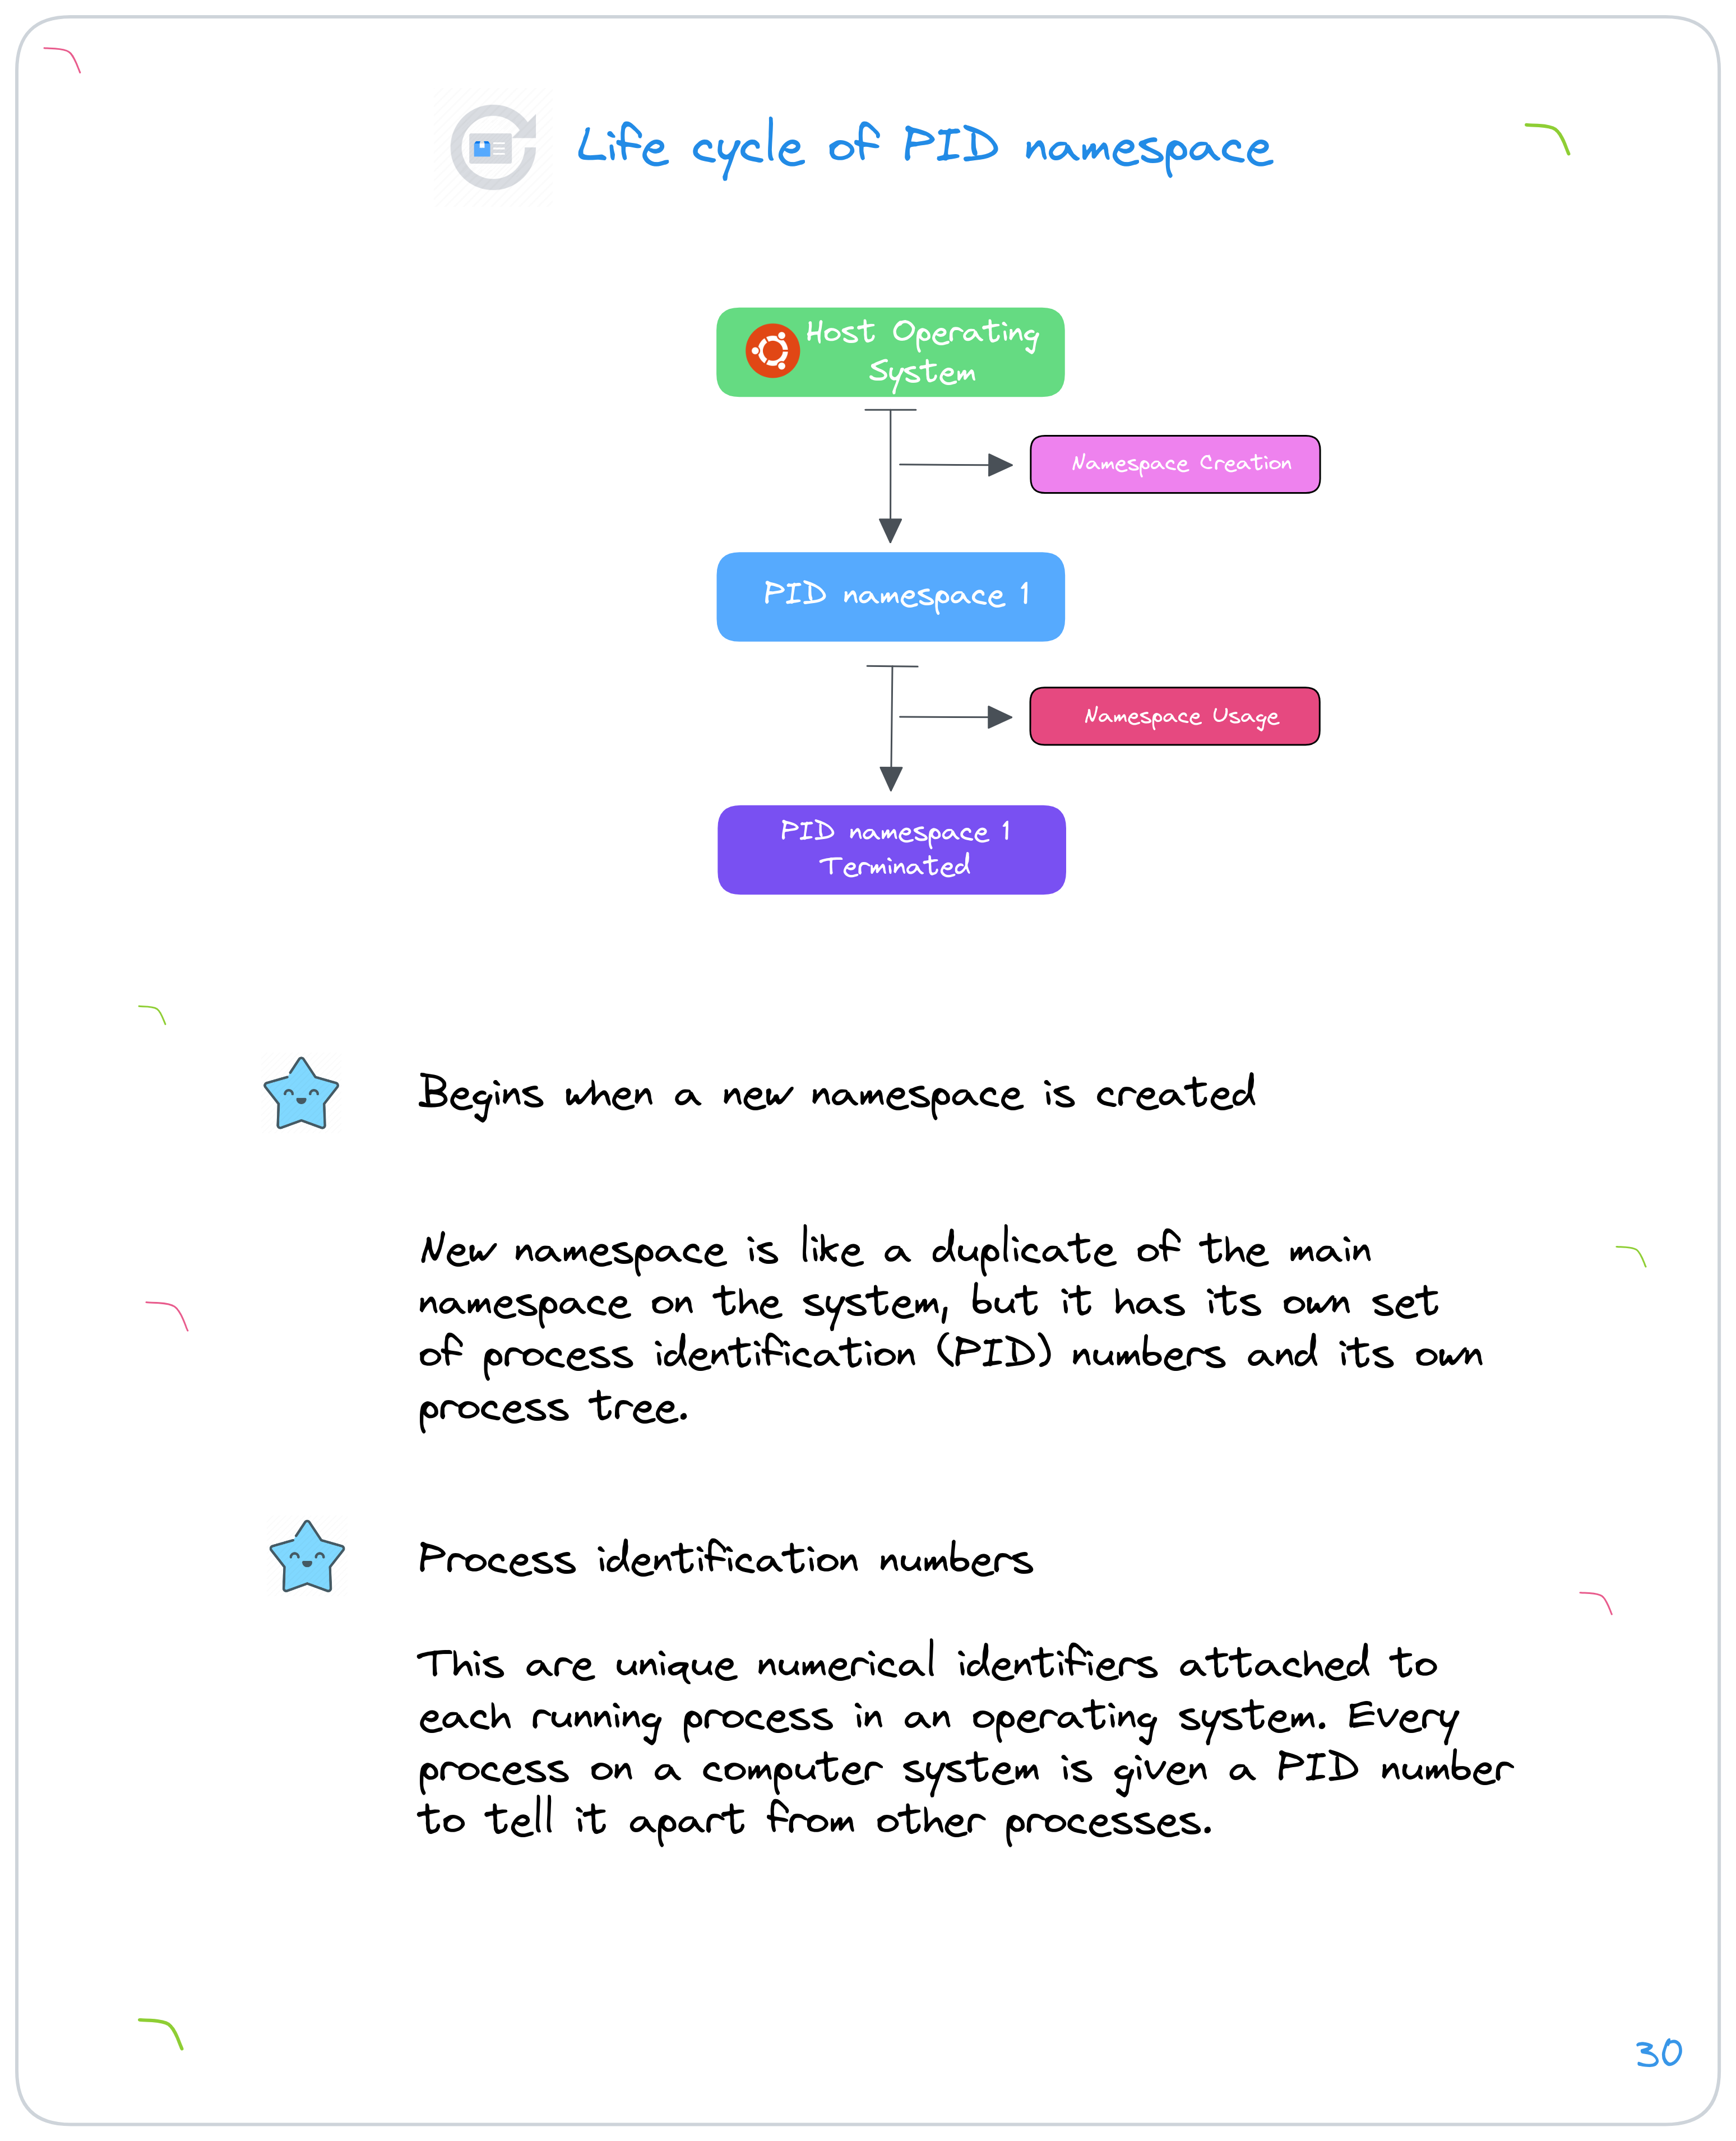 Life cycle of PID namespace
Host Operating
System
Namespace Creation
PID namespace 1
Namespace Usage
PID namespace 1
Terminated
Begins when a new namespace is created
New namespace is like a duplicate of the main
namespace on the system, but it has its own set
of process identification (PID) numbers and its own
process tree.
Process identification numbers
This are unique numerical identifiers attached to
each running process in an operating system. Every
process on a computer system is given a PID number
to tell it apart from other processes.
30